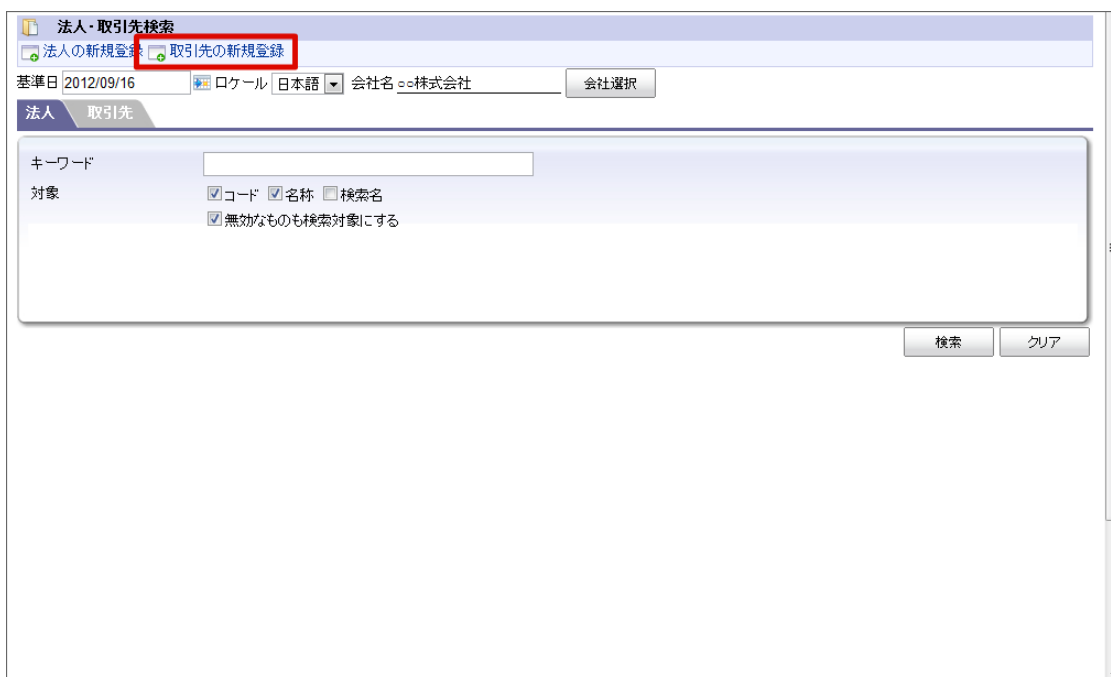 法人・取引先検索
法人の新規登録 取引先の新規登録
基準日 2012/09/16 ロケール 日本語 会社名 ○○株式会社 会社選択
法人 取引先
キーワード
対象 コード 名称 検索名
無効なものも検索対象にする
検索 クリア